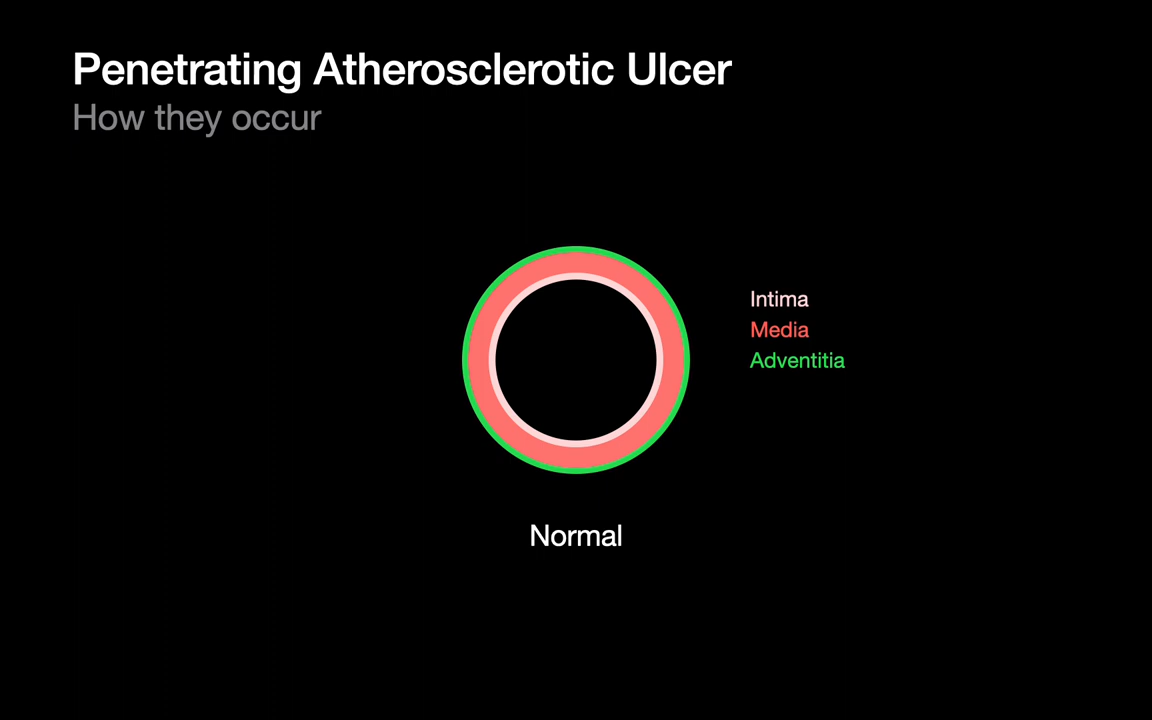 Penetrating Atherosclerotic Ulcer
How they occur
Intima
Media
Adventitia
Normal